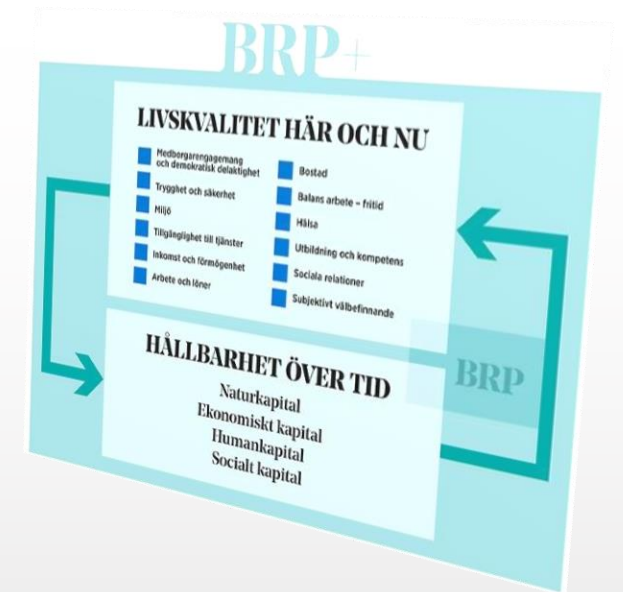 BRP+
LIVSKVALITET HÄR OCH NU
Medborgarengagemang
och demokratisk delaktighet
Trygghet och säkerhet
Miljö
Tillgänglighet till tjänster
Inkomst och förmögenhet
Arbete och löner
Bostad
Balans arbete – fritid
Hälsa
Utbildning och kompetens
Sociala relationer
Subjektivt välbefinnande
HÅLLBARHET ÖVER TID
Naturkapital
Ekonomiskt kapital
Humankapital
Socialt kapital
BRP